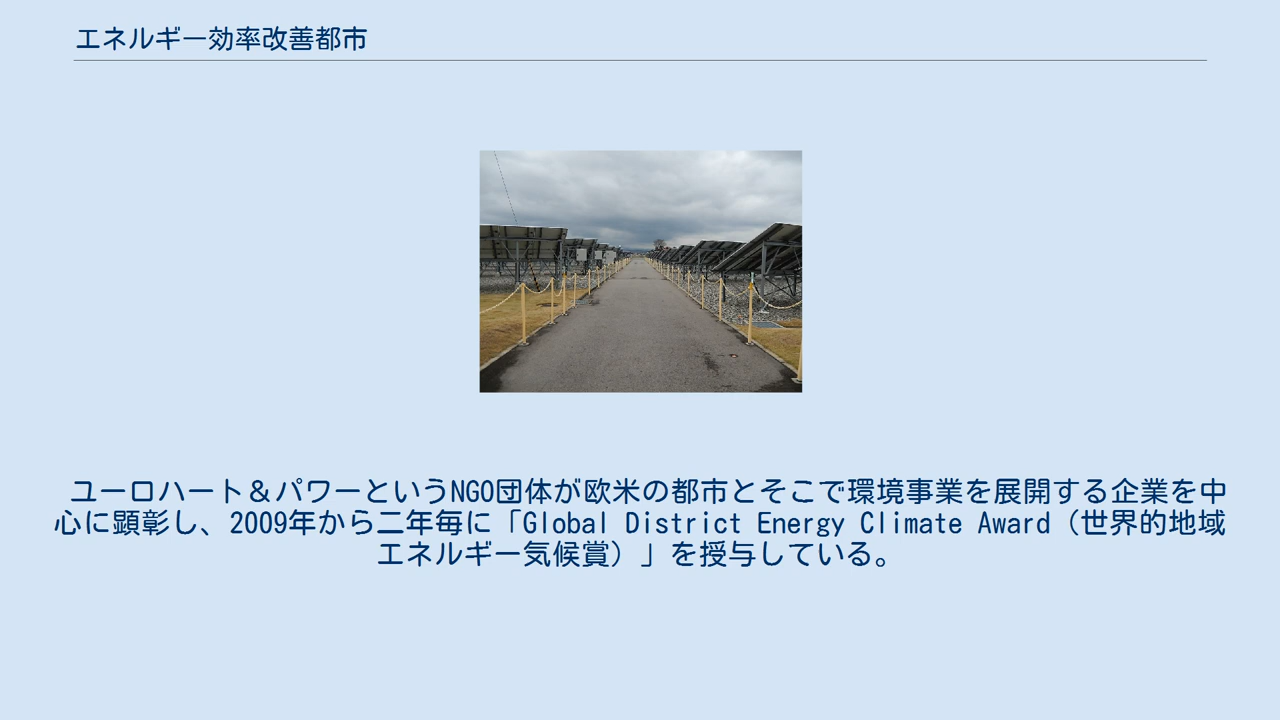 エネルギー効率改善都市
ユーロハート＆パワーというNGO団体が欧米の都市とそこで環境事業を展開する企業を中
心に顕彰し、2009年から二年毎に「Global District Energy Climate Award（世界的地域
エネルギー気候賞）」を授与している。